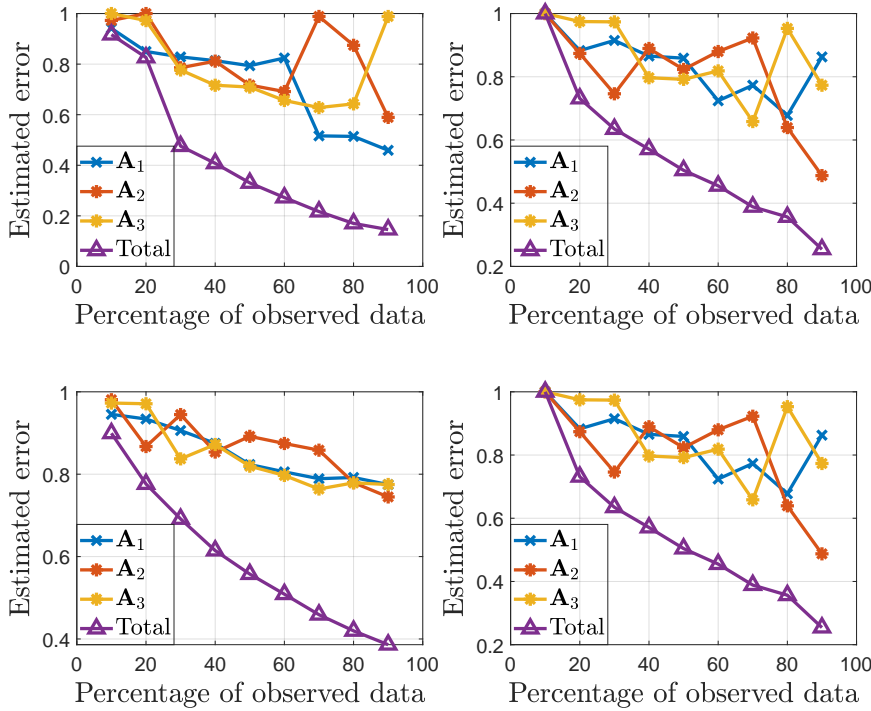 Estimated error
1
0.8
0.6
0.4
0.2
0
A1
A2
A3
Total
0 20 40 60 80 100
Percentage of observed data
Estimated error
1
0.8
0.6
0.4
0.2
A1
A2
A3
Total
0 20 40 60 80 100
Percentage of observed data
Estimated error
1
0.8
0.6
0.4
A1
A2
A3
Total
0 20 40 60 80 100
Percentage of observed data
Estimated error
1
0.8
0.6
0.4
0.2
A1
A2
A3
Total
0 20 40 60 80 100
Percentage of observed data